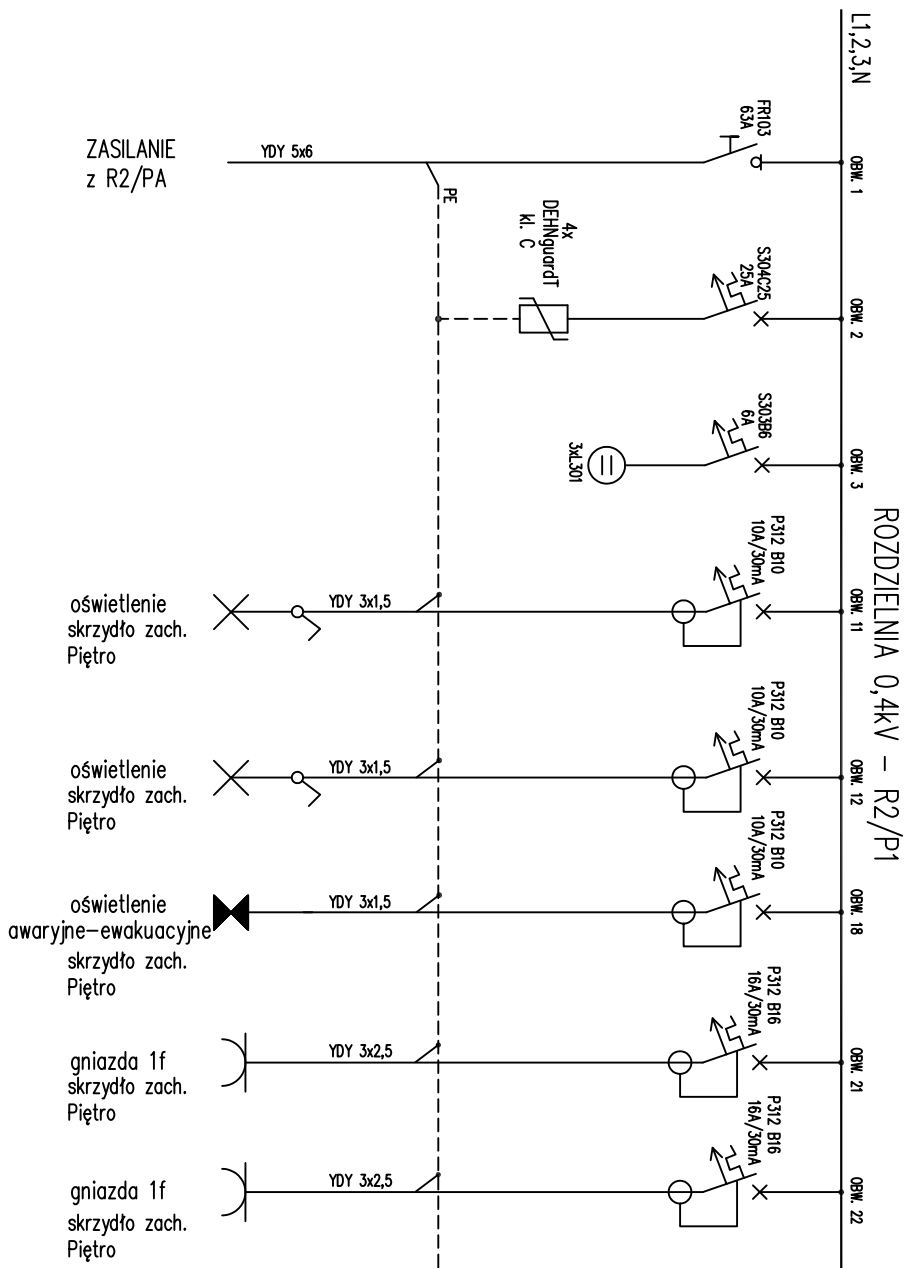 L1,2,3,N
ROZDZIELNIA 0,4kV – R2/P1
ZASILANIE
z R2/PA
YDY 5x6
PE
FR103
63A
OBW. 1
4x
DEHNguardT
kl. C
S304C25
25A
OBW. 2
3xL301
S303B6
6A
OBW. 3
oświetlenie
skrzydło zach.
Piętro
YDY 3x1,5
P312 B10
10A/30mA
OBW. 11
oświetlenie
skrzydło zach.
Piętro
YDY 3x1,5
P312 B10
10A/30mA
OBW. 12
oświetlenie
awaryjne–ewakuacyjne
skrzydło zach.
Piętro
YDY 3x1,5
P312 B10
10A/30mA
OBW. 18
gniazda 1f
skrzydło zach.
Piętro
YDY 3x2,5
P312 B16
16A/30mA
OBW. 21
gniazda 1f
skrzydło zach.
Piętro
YDY 3x2,5
P312 B16
16A/30mA
OBW. 22